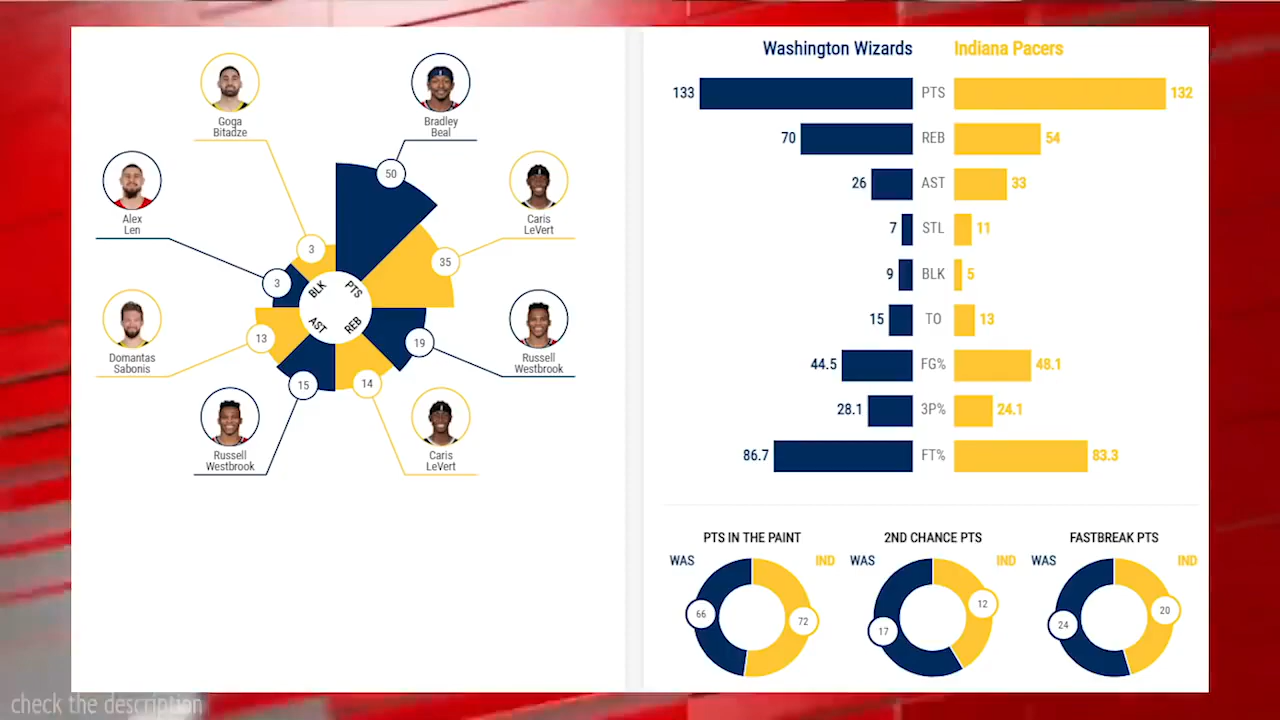 Goga
Bitadze
Bradley
Beal
50
Alex
Len
Caris
LeVert
3
35
3
BLK
PTS
AST
REB
Domantas
Sabonis
13
19
Russell
Westbrook
15
14
Russell
Westbrook
Caris
LeVert
Washington Wizards Indiana Pacers
133 PTS 132
70 REB 54
26 AST 33
7 STL 11
9 BLK 5
15 TO 13
44.5 FG% 48.1
28.1 3P% 24.1
86.7 FT% 83.3
PTS IN THE PAINT
WAS IND
66 72
2ND CHANCE PTS
WAS IND
17 12
FASTBREAK PTS
WAS IND
24 20
check the description